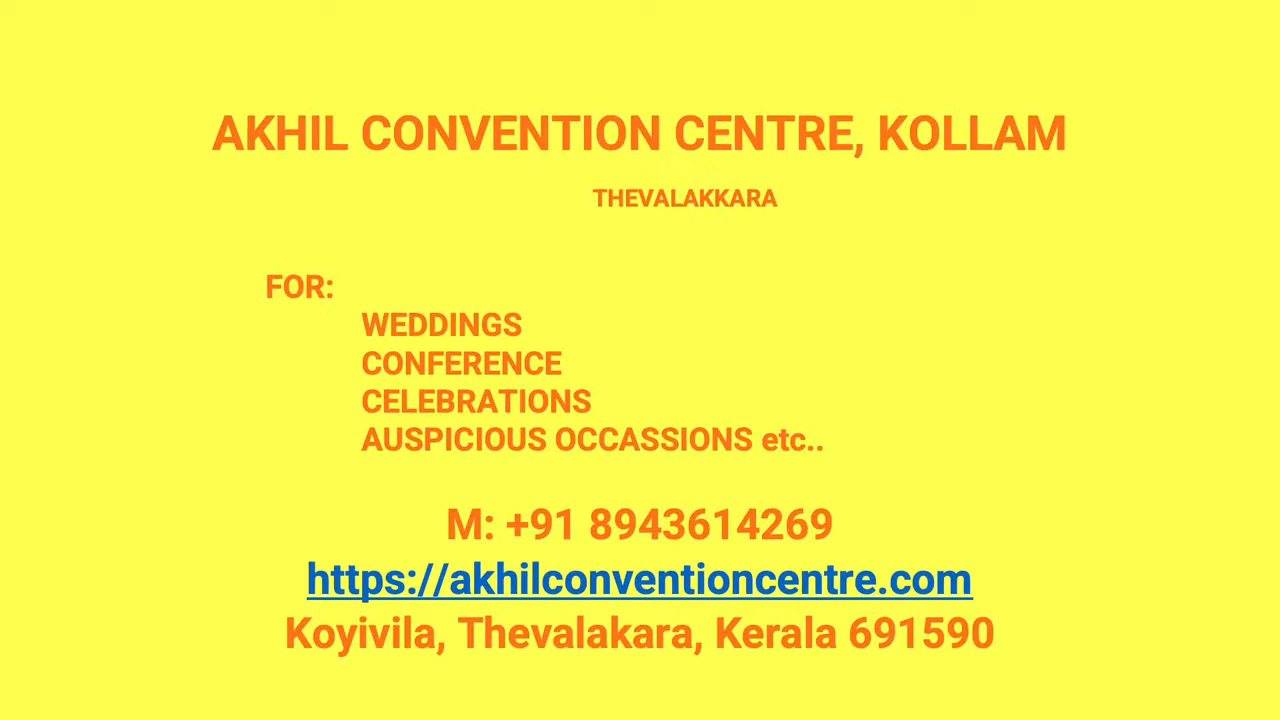 AKHIL CONVENTION CENTRE, KOLLAM
THEVALAKKARA
FOR:
WEDDINGS
CONFERENCE
CELEBRATIONS
AUSPICIOUS OCCASSIONS etc..
M: +91 8943614269
https://akhilconventioncentre.com
Koyivila, Thevalakara, Kerala 691590